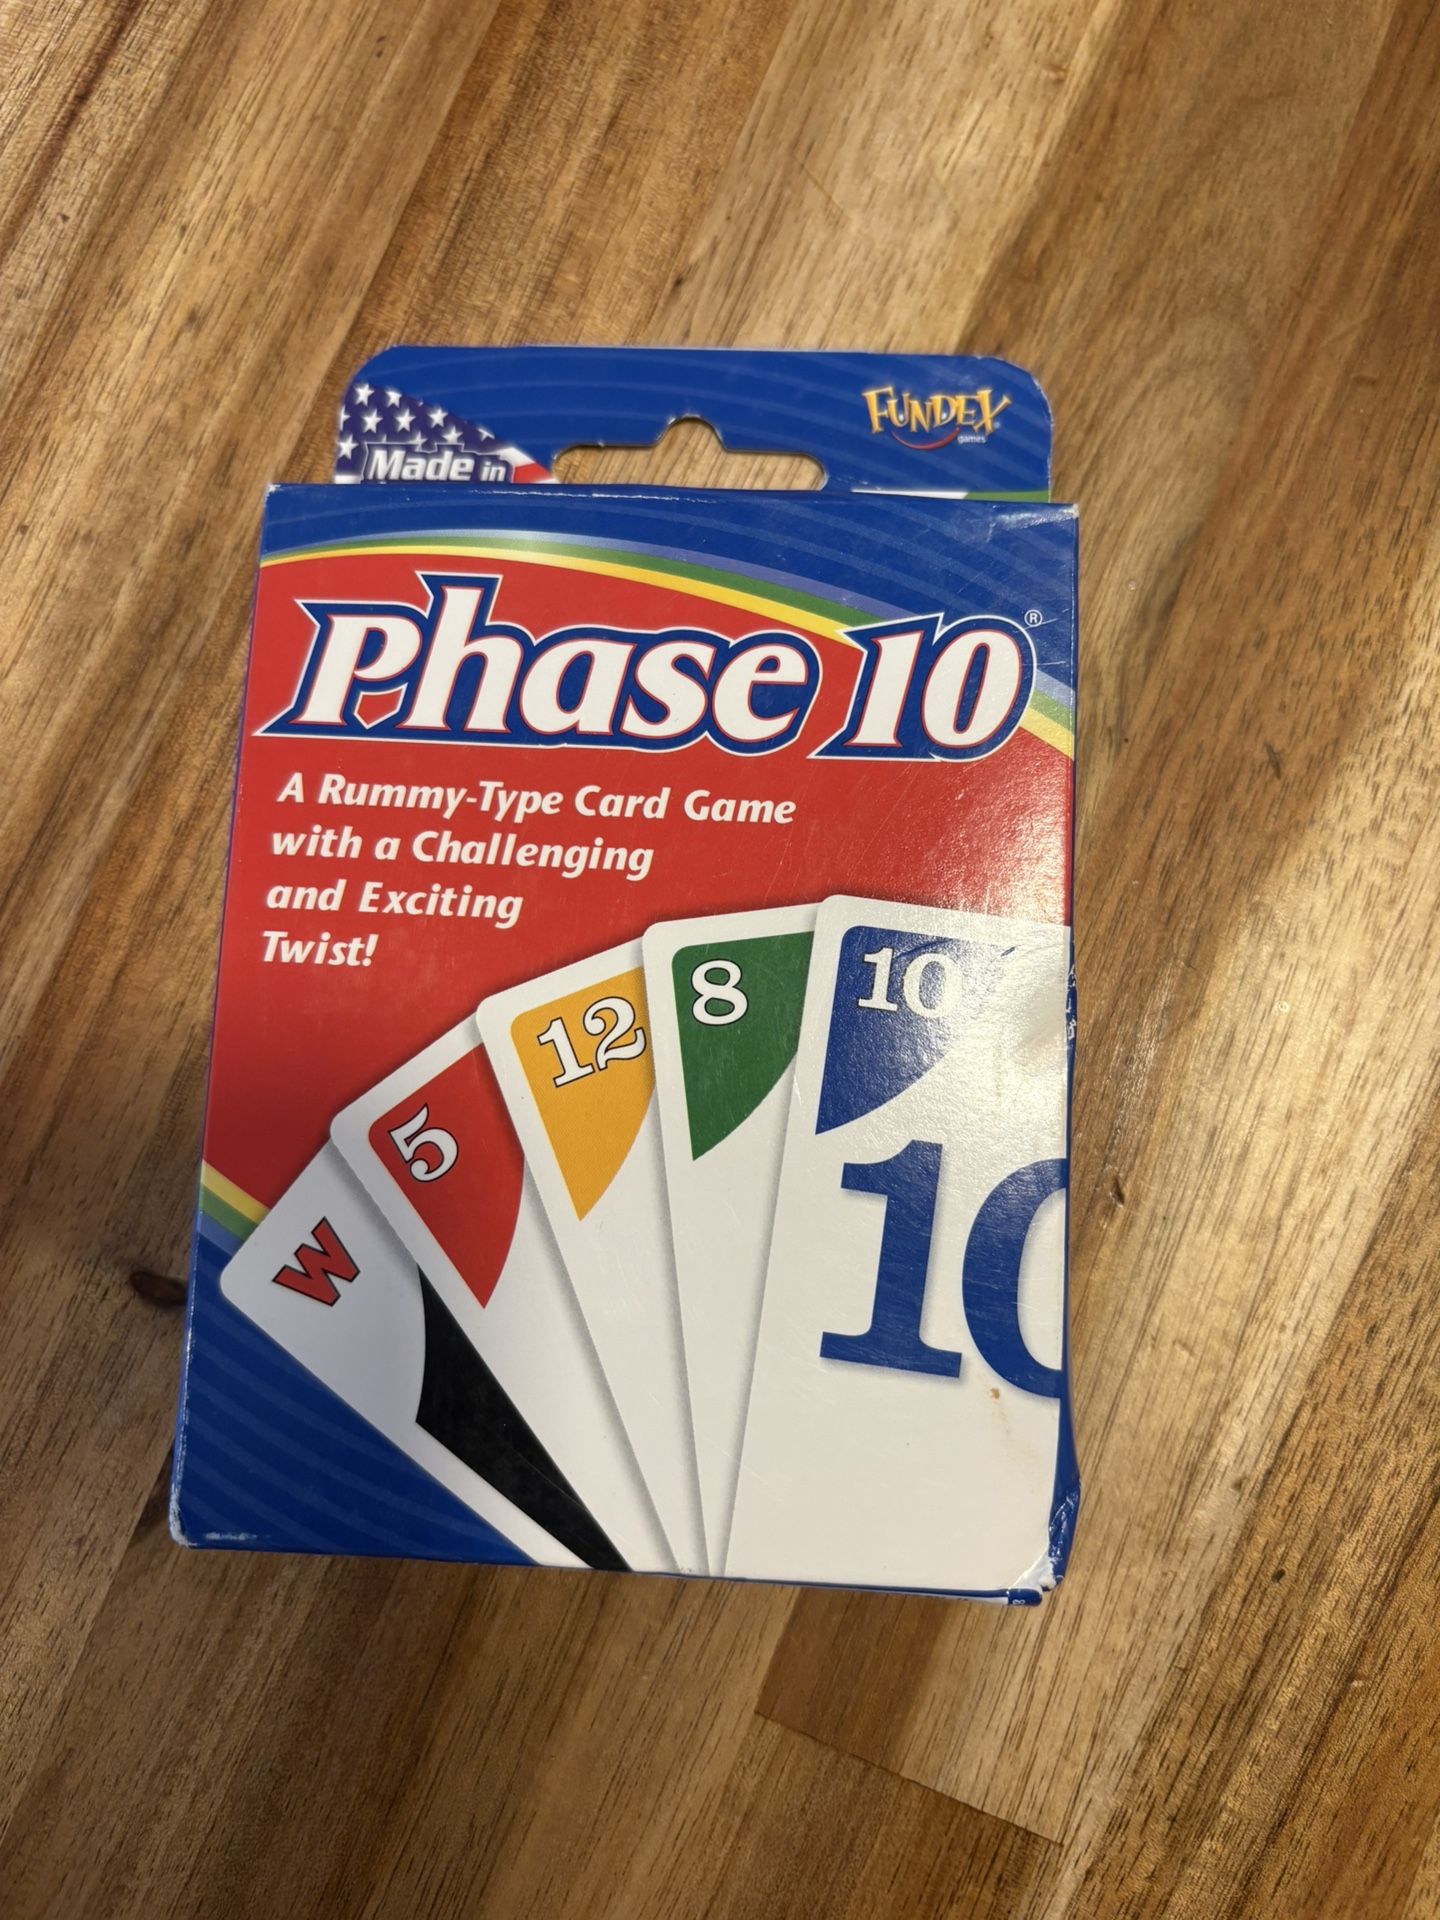 FUNDEX
games
Made in
Phase 10®
A Rummy-Type Card Game
with a Challenging
and Exciting
Twist!
10
8
12
5
W
10